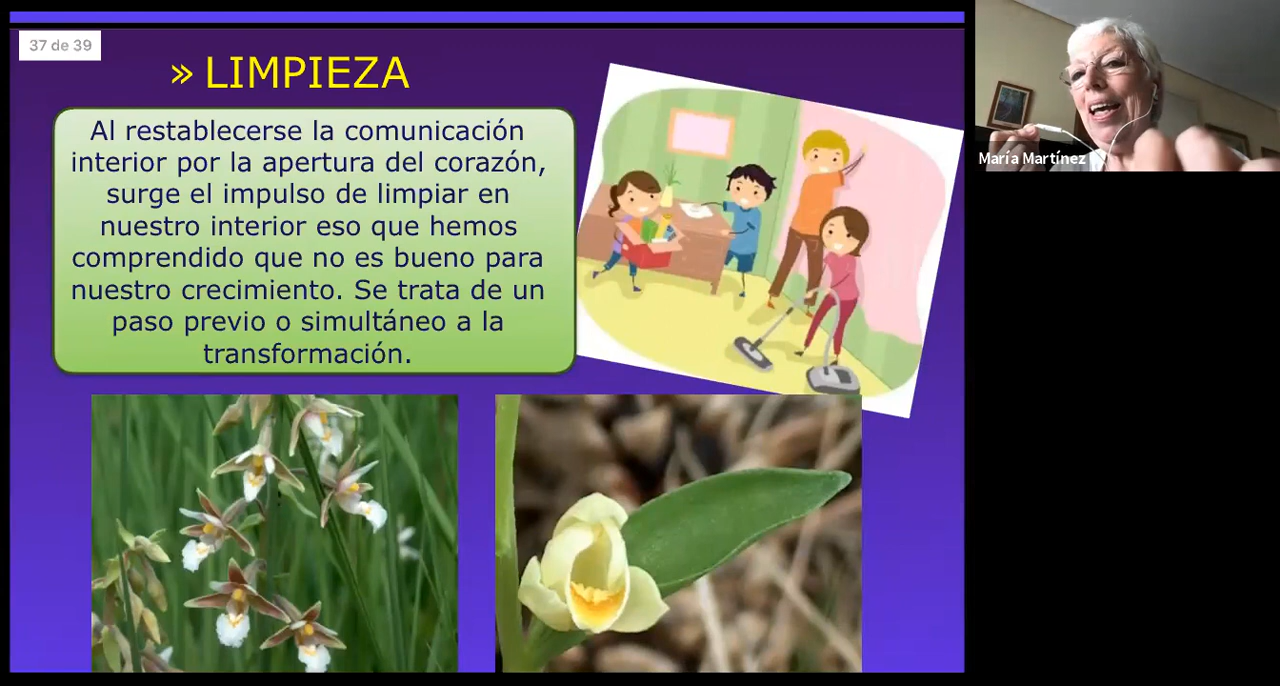 37 de 39
» LIMPIEZA
Al restablecerse la comunicación
interior por la apertura del corazón,
surge el impulso de limpiar en
nuestro interior eso que hemos
comprendido que no es bueno para
nuestro crecimiento. Se trata de un
paso previo o simultáneo a la
transformación.
María Martínez